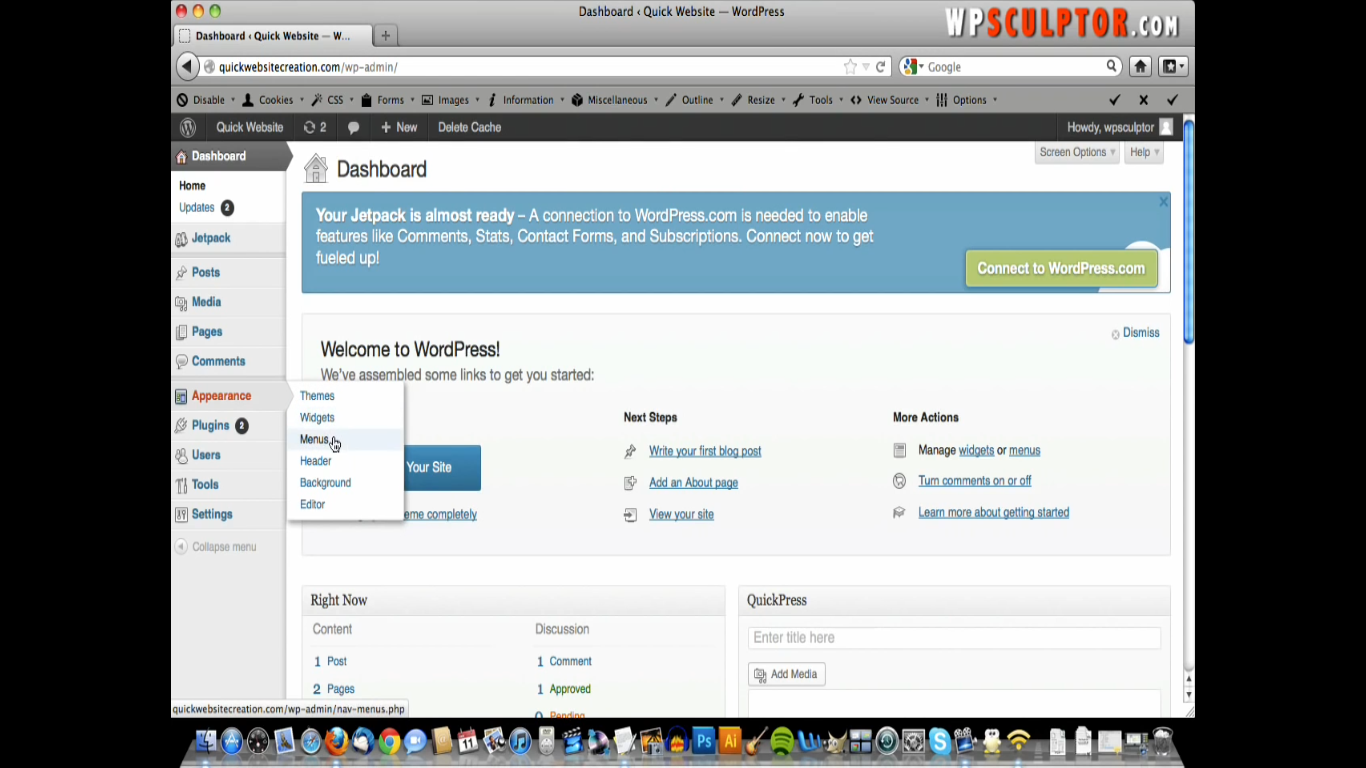 Dashboard ‹ Quick Website — WordPress
WPSCULPTOR.COM
Dashboard ‹ Quick Website — W...
quickwebsitecreation.com/wp-admin/
Google
Disable
Cookies
CSS
Forms
Images
Information
Miscellaneous
Outline
Resize
Tools
View Source
Options
Quick Website
2
New
Delete Cache
Howdy, wpsculptor
Dashboard
Home
Updates 2
Jetpack
Posts
Media
Pages
Comments
Appearance
Plugins 2
Users
Tools
Settings
Collapse menu
Themes
Widgets
Menus
Header
Background
Editor
Screen Options
Help
Dashboard
Your Jetpack is almost ready – A connection to WordPress.com is needed to enable
features like Comments, Stats, Contact Forms, and Subscriptions. Connect now to get
fueled up!
Connect to WordPress.com
Dismiss
Welcome to WordPress!
We've assembled some links to get you started:
Your Site
eme completely
Next Steps
Write your first blog post
Add an About page
View your site
More Actions
Manage widgets or menus
Turn comments on or off
Learn more about getting started
Right Now
Content
1 Post
2 Pages
Discussion
1 Comment
1 Approved
0 Pending
QuickPress
Enter title here
Add Media
quickwebsitecreation.com/wp-admin/nav-menus.php
11
Ps
Ai